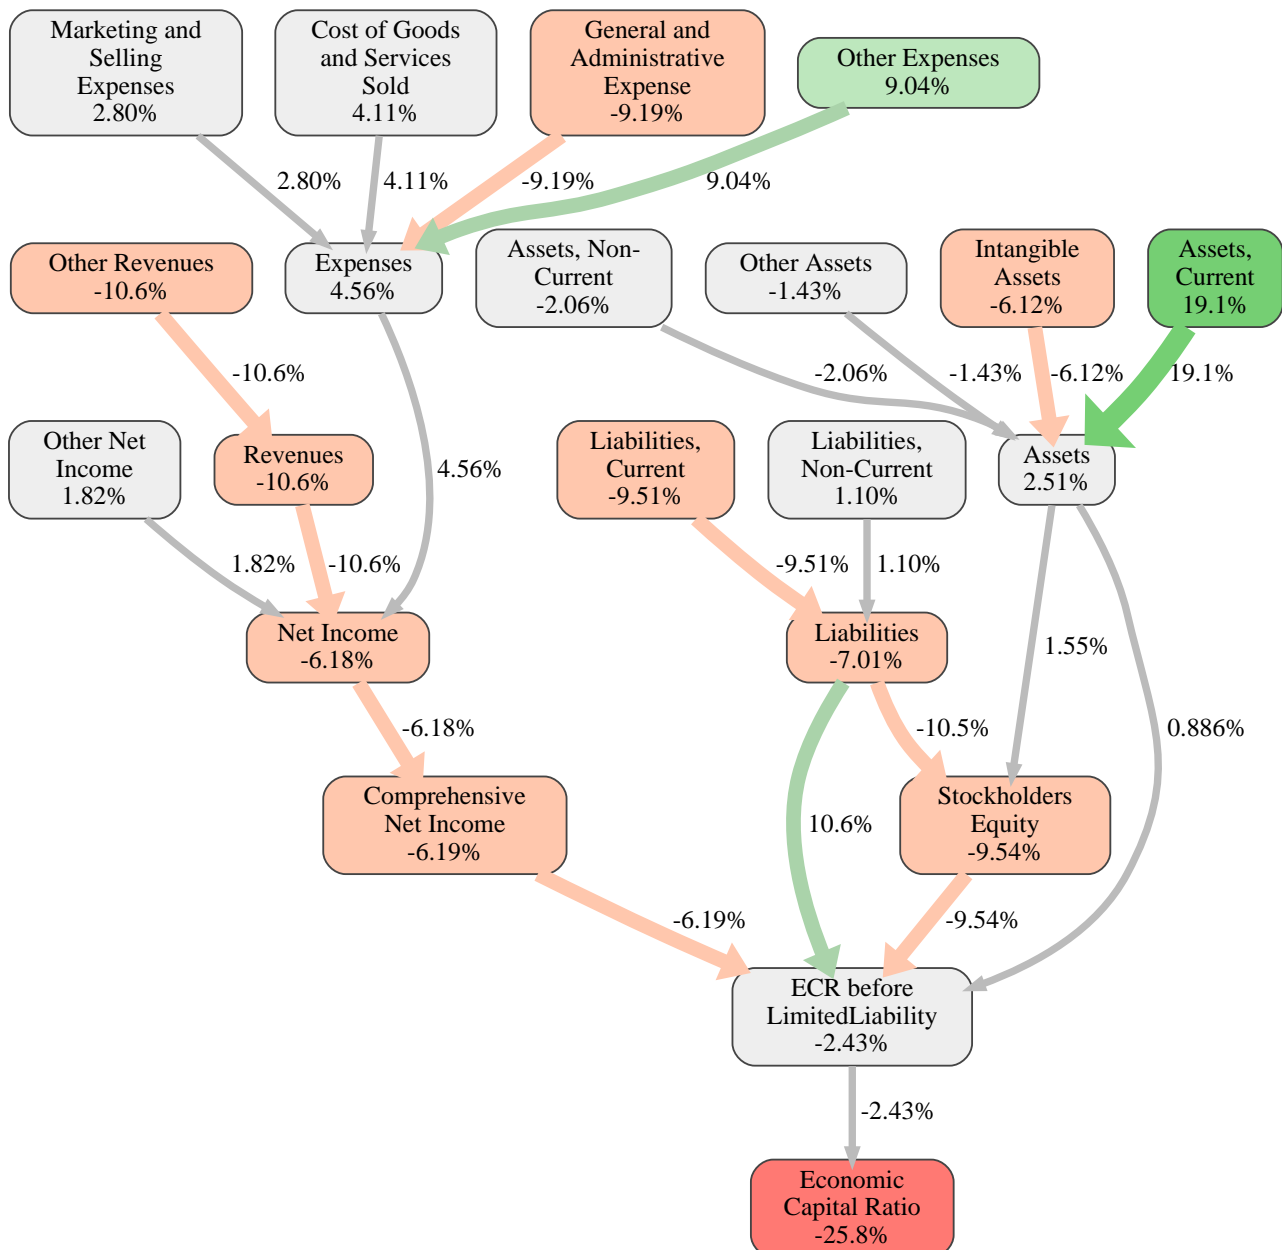 Marketing and
Selling
Expenses
2.80%
Cost of Goods
and Services
Sold
4.11%
General and
Administrative
Expense
-9.19%
Other Expenses
9.04%
2.80%
4.11%
-9.19%
9.04%
Other Revenues
-10.6%
Expenses
4.56%
Assets, Non-
Current
-2.06%
Other Assets
-1.43%
Intangible
Assets
-6.12%
Assets,
Current
19.1%
-10.6%
-2.06%
-1.43%
-6.12%
19.1%
Other Net
Income
1.82%
Revenues
-10.6%
4.56%
Liabilities,
Current
-9.51%
Liabilities,
Non-Current
1.10%
Assets
2.51%
1.82%
-10.6%
-9.51%
1.10%
Net Income
-6.18%
Liabilities
-7.01%
1.55%
-6.18%
-10.5%
0.886%
Comprehensive
Net Income
-6.19%
10.6%
Stockholders
Equity
-9.54%
-6.19%
-9.54%
ECR before
LimitedLiability
-2.43%
-2.43%
Economic
Capital Ratio
-25.8%